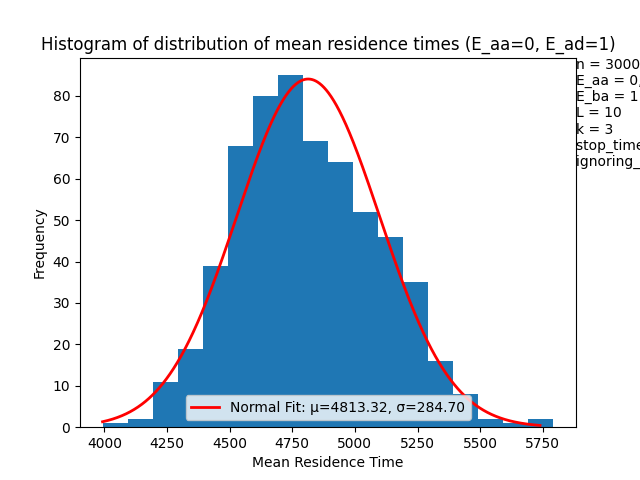 Histogram of distribution of mean residence times (E_aa=0, E_ad=1)
n = 3000
E_aa = 0,
E_ba = 1
L = 10
k = 3
stop_time
ignoring_
Frequency
80
70
60
50
40
30
20
10
0
Normal Fit: μ=4813.32, σ=284.70
4000 4250 4500 4750 5000 5250 5500 5750
Mean Residence Time